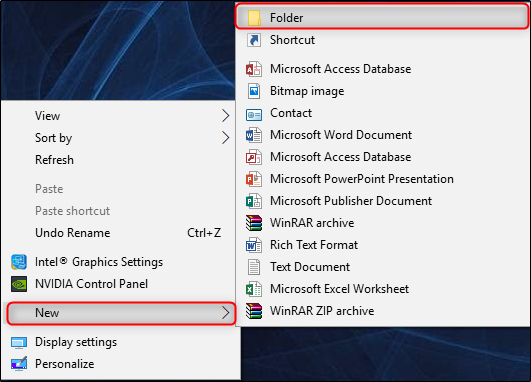 View
Sort by
Refresh
Paste
Paste shortcut
Undo Rename Ctrl+Z
Intel® Graphics Settings
NVIDIA Control Panel
New
Display settings
Personalize
Folder
Shortcut
Microsoft Access Database
Bitmap image
Contact
Microsoft Word Document
Microsoft Access Database
Microsoft PowerPoint Presentation
Microsoft Publisher Document
WinRAR archive
Rich Text Format
Text Document
Microsoft Excel Worksheet
WinRAR ZIP archive